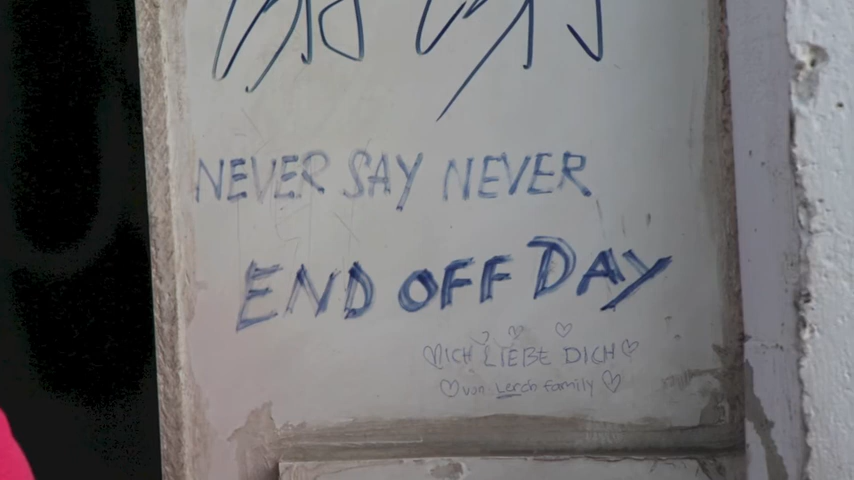 NEVER SAY NEVER
END OFF DAY
ICH LIEBE DICH
von Lerch family